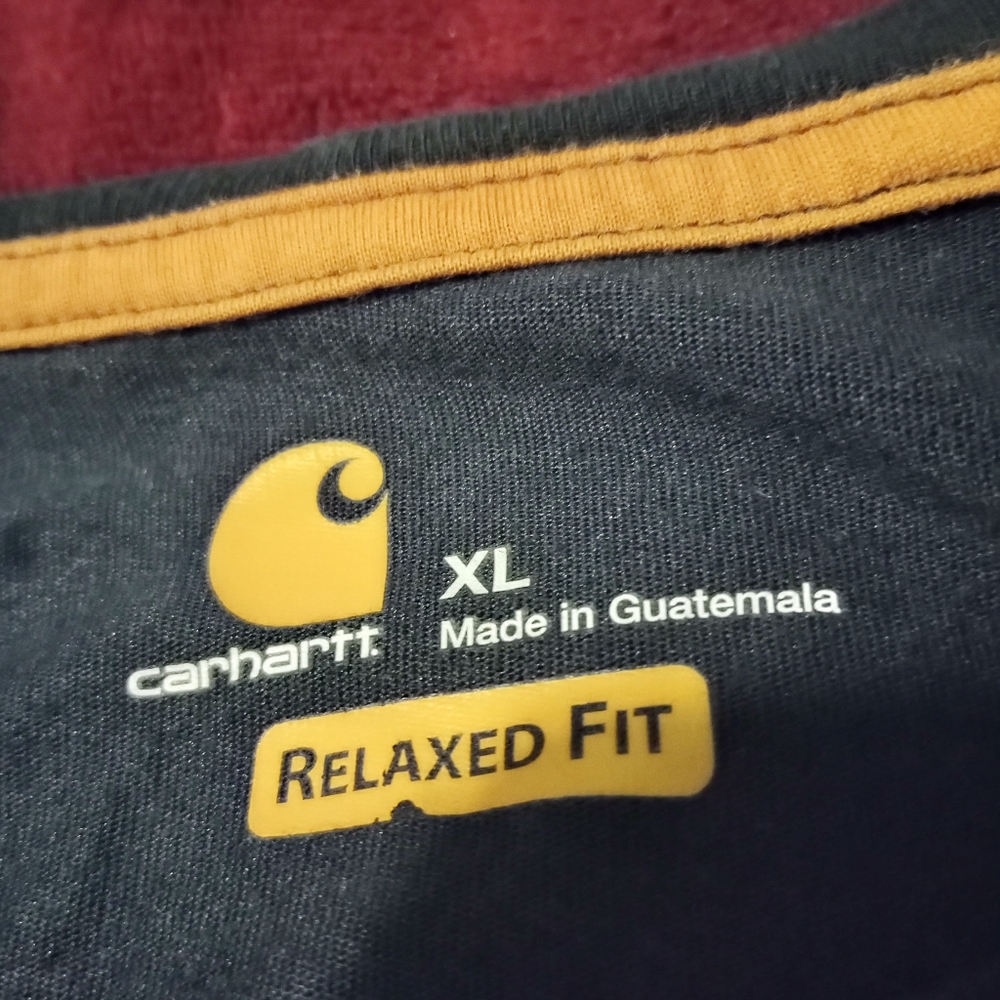 XL
Made in Guatemala
carhartt
RELAXED FIT